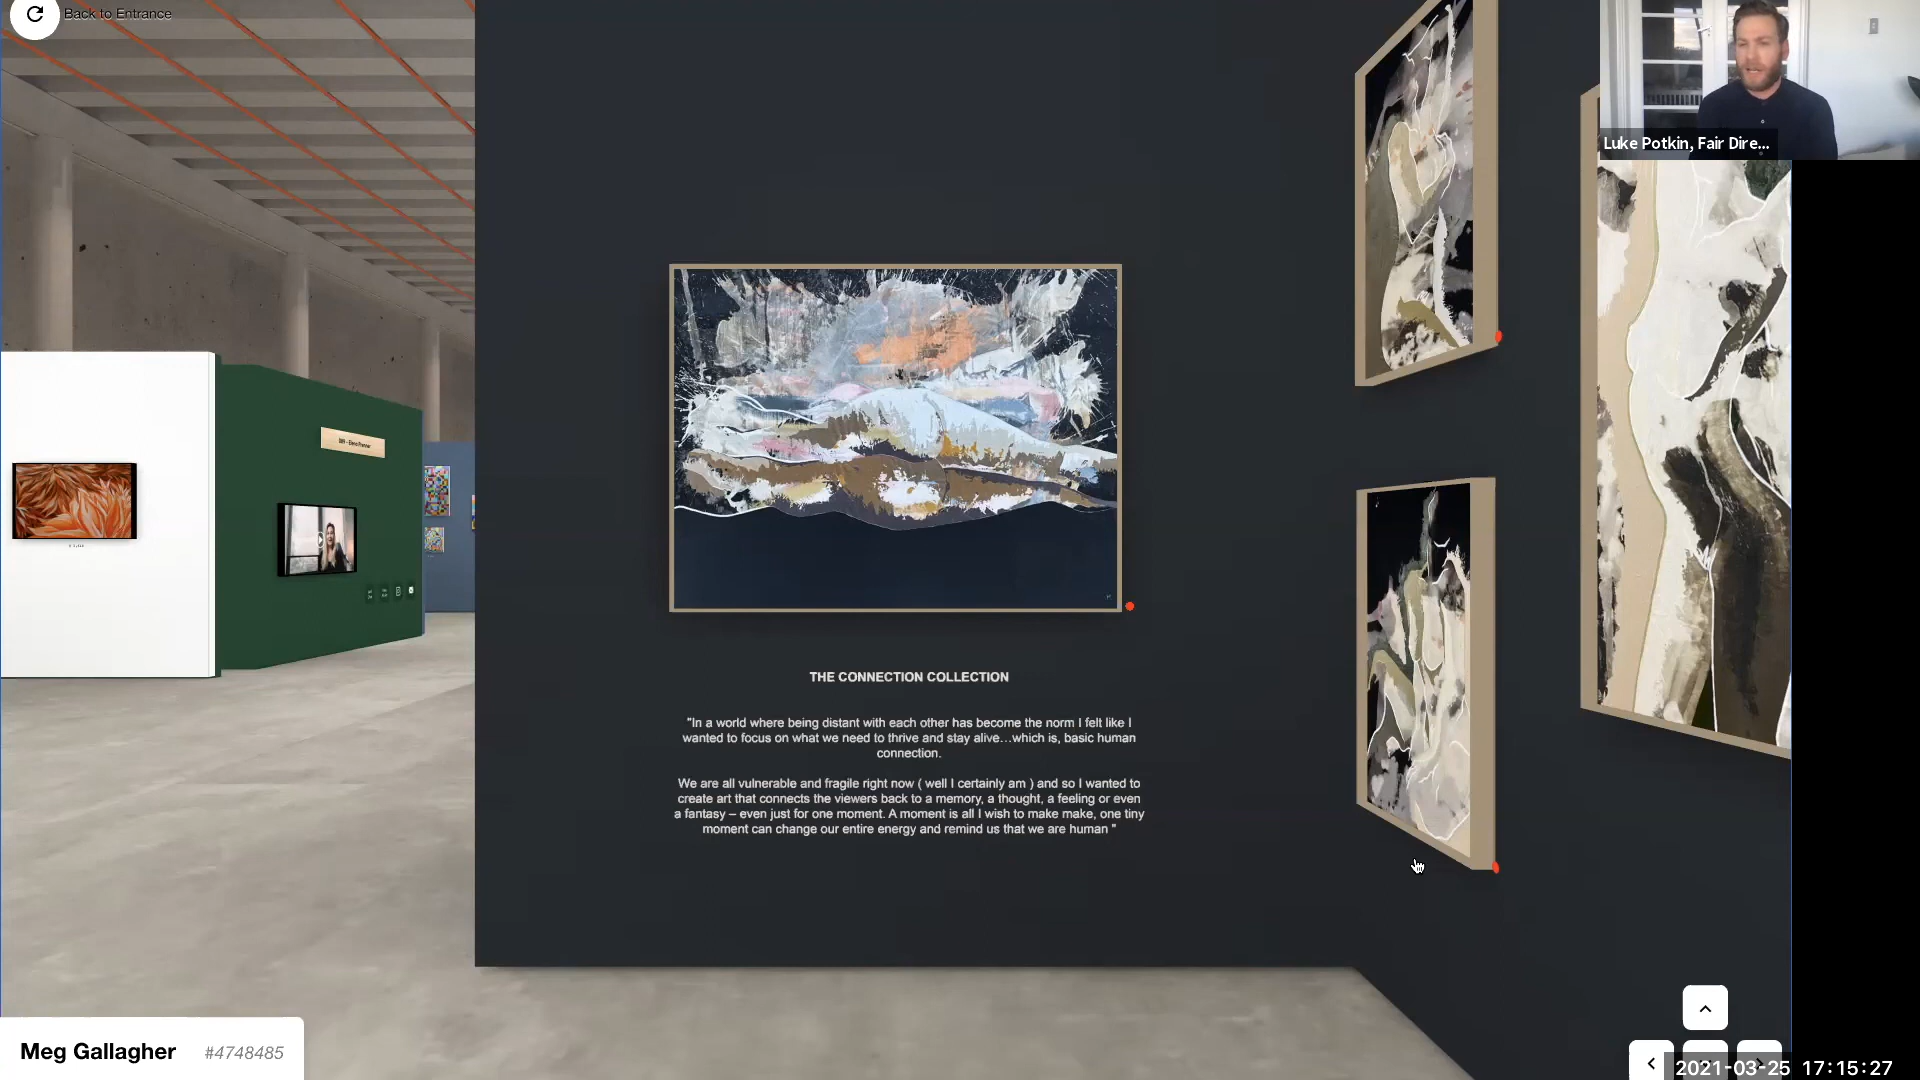 Back to Entrance
Luke Potkin, Fair Dire...
THE CONNECTION COLLECTION
"In a world where being distant with each other has become the norm I felt like I
wanted to focus on what we need to thrive and stay alive…which is, basic human
connection.
We are all vulnerable and fragile right now ( well I certainly am ) and so I wanted to
create art that connects the viewers back to a memory, a thought, a feeling or even
a fantasy – even just for one moment. A moment is all I wish to make make, one tiny
moment can change our entire energy and remind us that we are human "
Meg Gallagher #4748485
2021-03-25 17:15:27